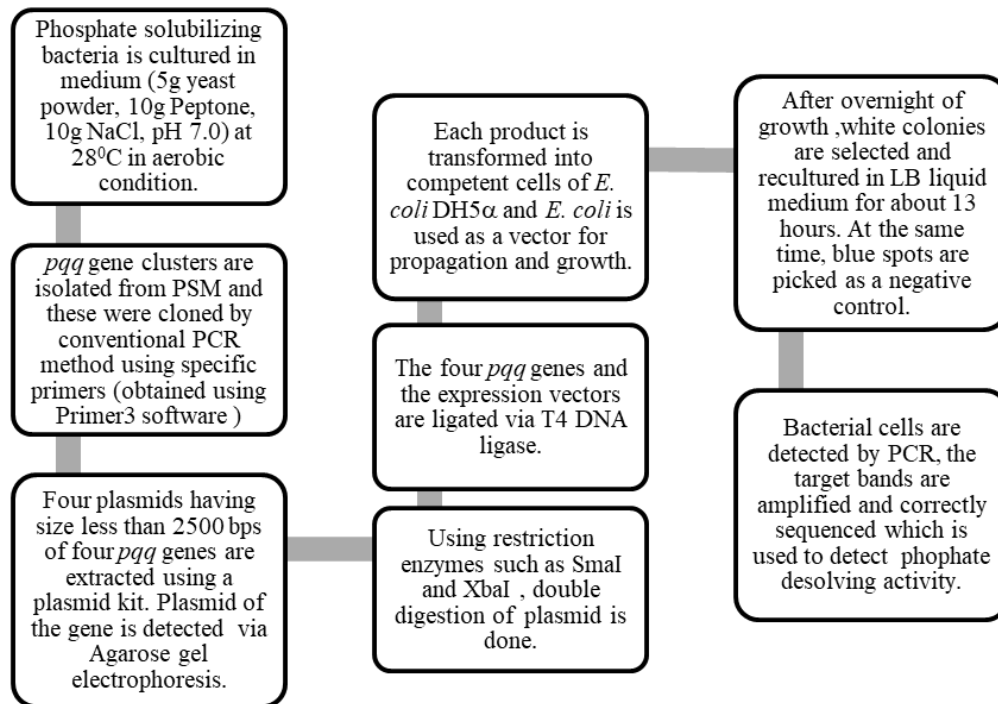 Phosphate solubilizing
bacteria is cultured in
medium (5g yeast
powder, 10g Peptone,
10g NaCl, pH 7.0) at
28⁰C in aerobic
condition.
pqq gene clusters are
isolated from PSM and
these were cloned by
conventional PCR
method using specific
primers (obtained using
Primer3 software )
Four plasmids having
size less than 2500 bps
of four pqq genes are
extracted using a
plasmid kit. Plasmid of
the gene is detected via
Agarose gel
electrophoresis.
Using restriction
enzymes such as SmaI
and XbaI , double
digestion of plasmid is
done.
The four pqq genes and
the expression vectors
are ligated via T4 DNA
ligase.
Each product is
transformed into
competent cells of E.
coli DH5α and E. coli is
used as a vector for
propagation and growth.
After overnight of
growth ,white colonies
are selected and
recultured in LB liquid
medium for about 13
hours. At the same
time, blue spots are
picked as a negative
control.
Bacterial cells are
detected by PCR, the
target bands are
amplified and correctly
sequenced which is
used to detect phophate
desolving activity.